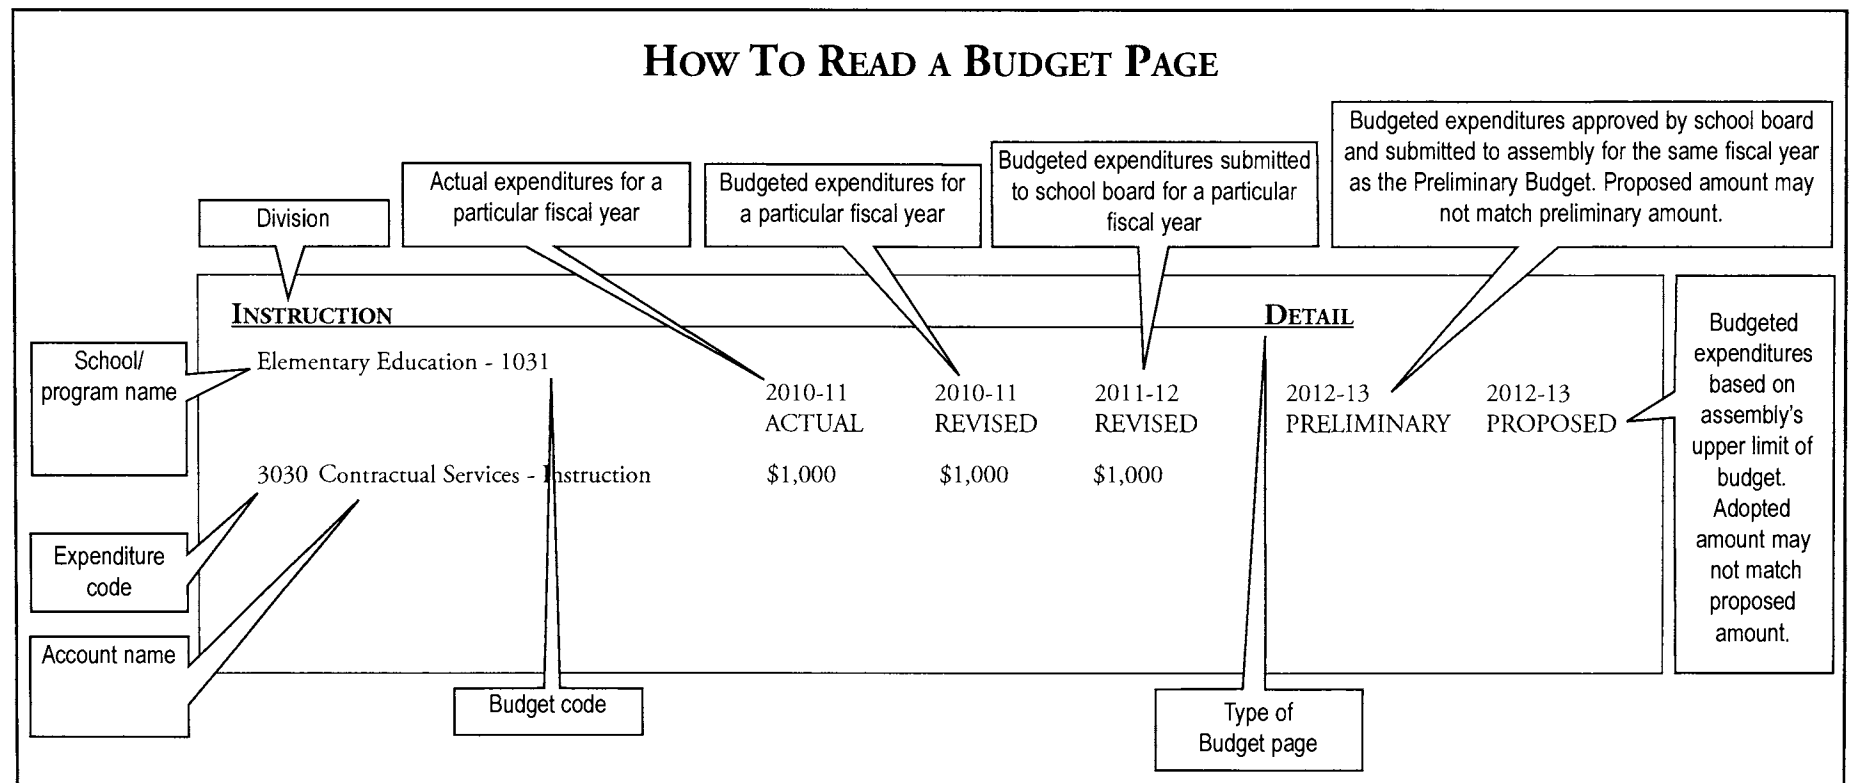 HOW TO READ A BUDGET PAGE
Budgeted expenditures approved by school board
and submitted to assembly for the same fiscal year
as the Preliminary Budget. Proposed amount may
not match preliminary amount.
Budgeted expenditures submitted
to school board for a particular
fiscal year
Budgeted expenditures for
a particular fiscal year
Actual expenditures for a
particular fiscal year
Division
INSTRUCTION
DETAIL
School/
program name
Elementary Education - 1031
2010-11 2010-11 2011-12 2012-13 2012-13
ACTUAL REVISED REVISED PRELIMINARY PROPOSED
3030 Contractual Services - Instruction $1,000 $1,000 $1,000
Budgeted
expenditures
based on
assembly's
upper limit of
budget.
Adopted
amount may
not match
proposed
amount.
Expenditure
code
Account name
Budget code
Type of
Budget page